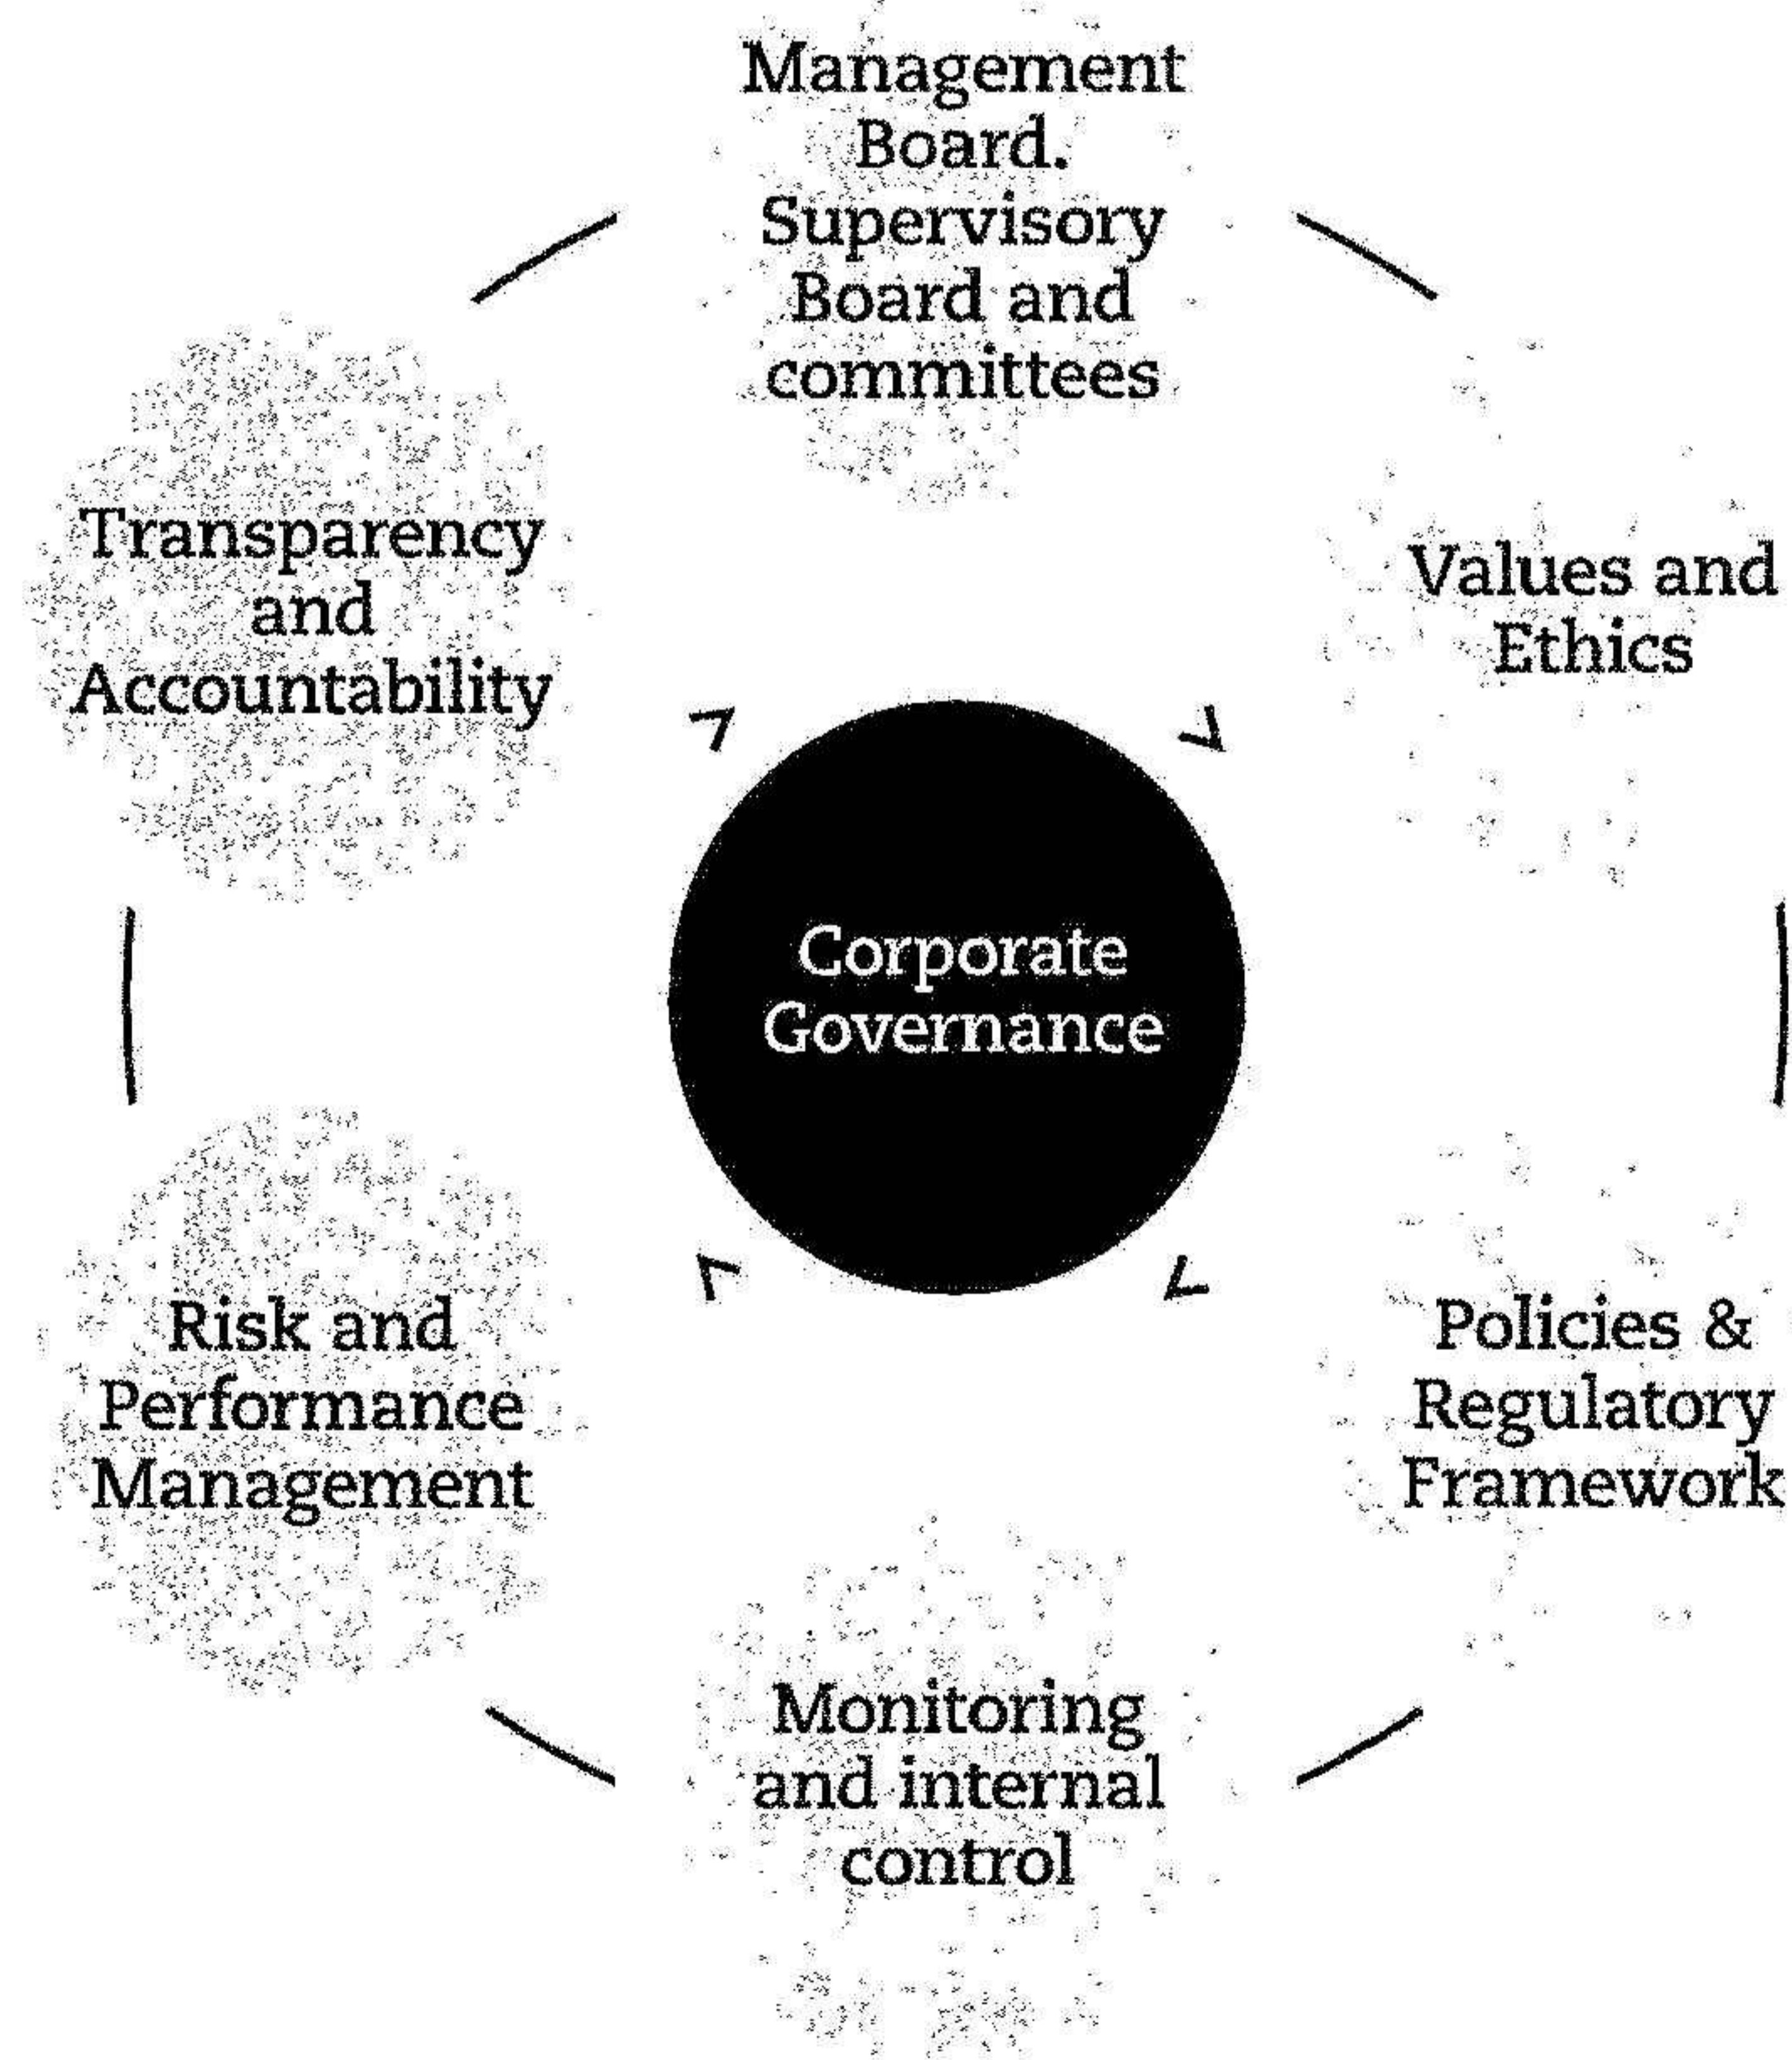 Management
Board.
Supervisory
Board and
committees
Transparency
and
Accountability
Values and
Ethics
Corporate
Governance
Risk and
Performance
Management
Policies &
Regulatory
Framework
Monitoring
and internal
control